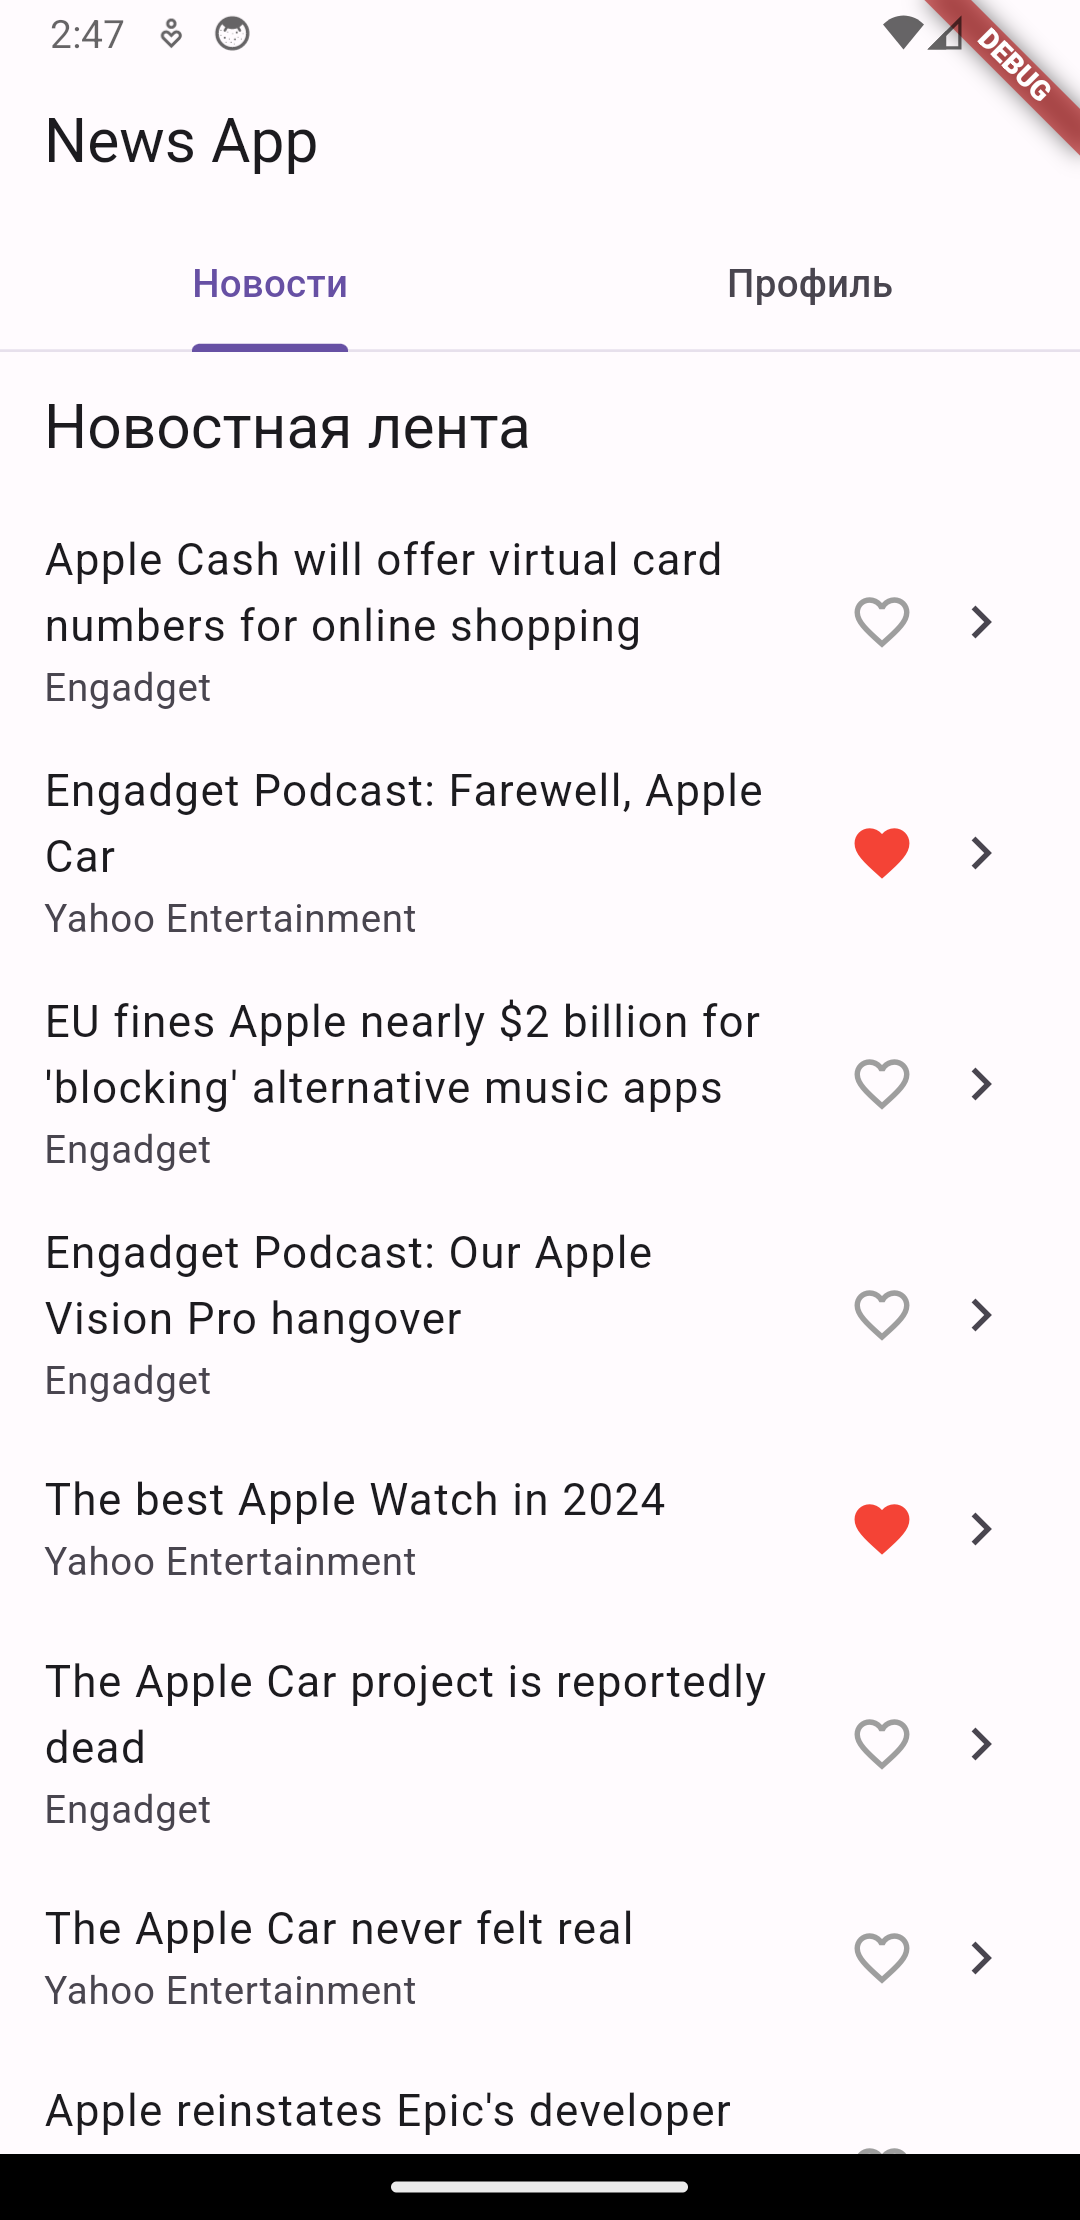 2:47
DEBUG
News App
Новости
Профиль
Новостная лента
Apple Cash will offer virtual card
numbers for online shopping
Engadget
Engadget Podcast: Farewell, Apple
Car
Yahoo Entertainment
EU fines Apple nearly $2 billion for
'blocking' alternative music apps
Engadget
Engadget Podcast: Our Apple
Vision Pro hangover
Engadget
The best Apple Watch in 2024
Yahoo Entertainment
The Apple Car project is reportedly
dead
Engadget
The Apple Car never felt real
Yahoo Entertainment
Apple reinstates Epic's developer